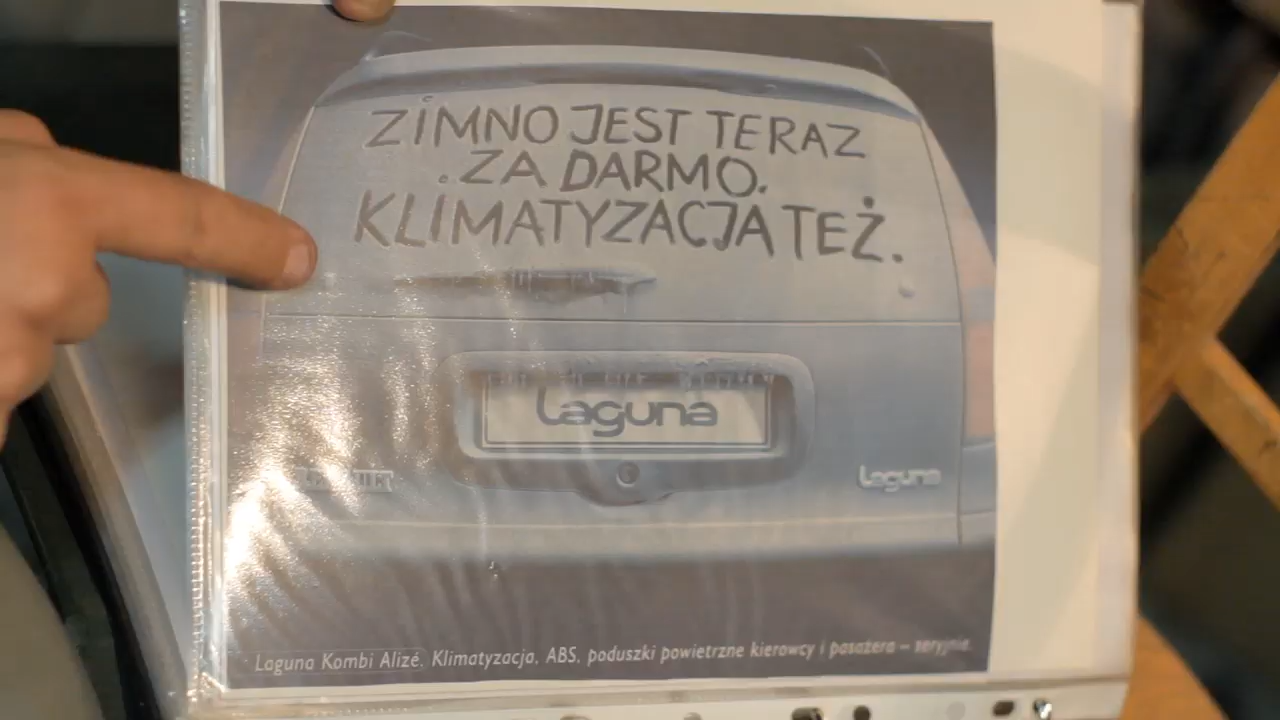 ZIMNO JEST TERAZ
ZA DARMO.
KLIMATYZACJA TEŻ.
Laguna
Laguna
Laguna Kombi Alizé. Klimatyzacja, ABS, poduszki powietrzne kierowcy i pasażera – seryjnie.